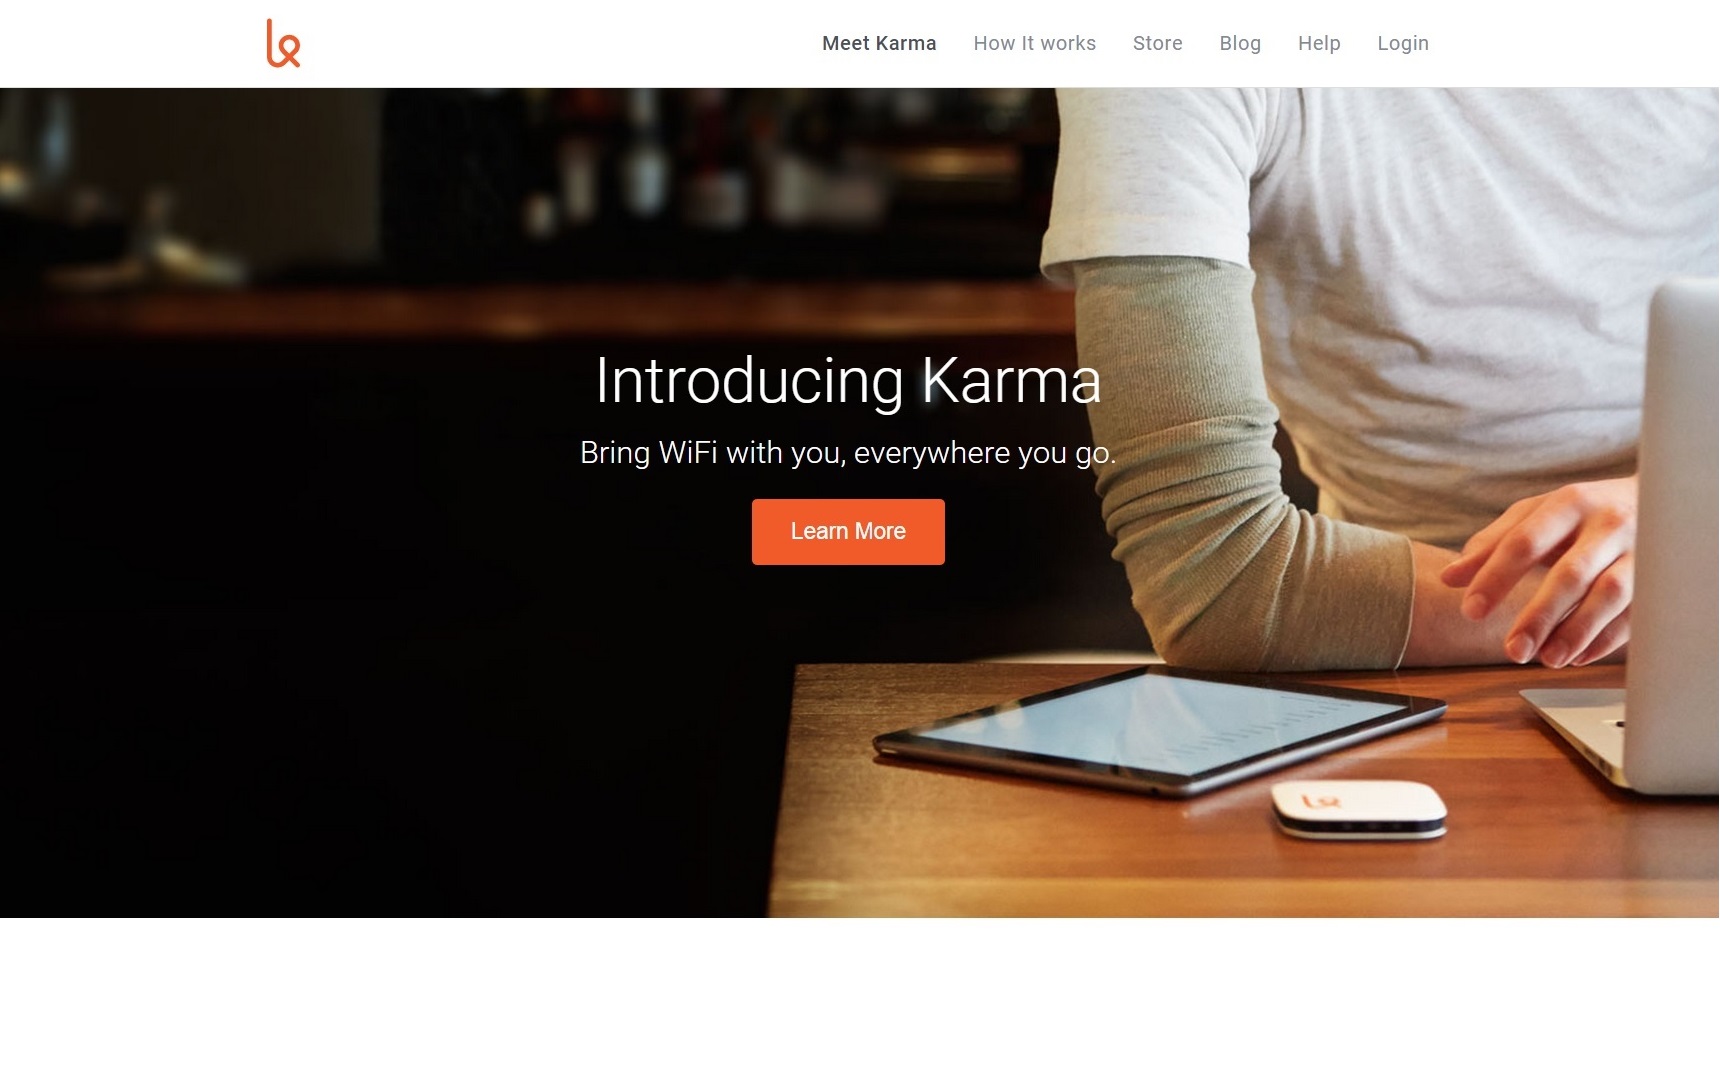 Meet Karma How It works Store Blog Help Login
Introducing Karma
Bring WiFi with you, everywhere you go.
Learn More